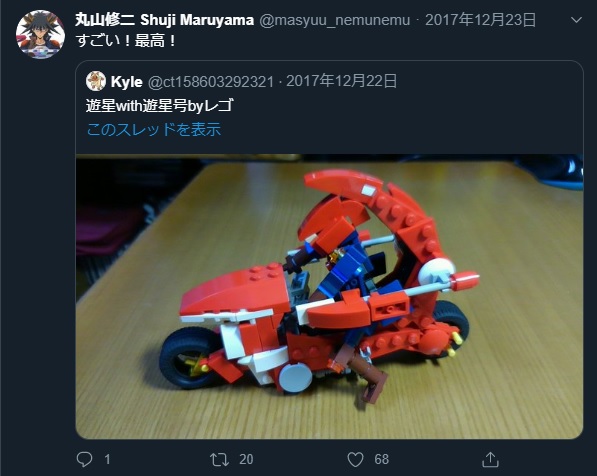 丸山修二 Shuji Maruyama @masyuu_nemunemu · 2017年12月23日
すごい！最高！
Kyle @ct158603292321 · 2017年12月22日
遊星with遊星号byレゴ
このスレッドを表示
1 20 68